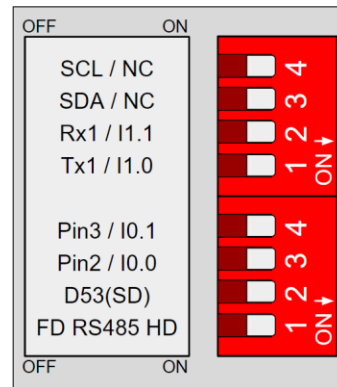 OFF ON
SCL / NC 4
SDA / NC 3
Rx1 / I1.1 2
Tx1 / I1.0 1 ON
Pin3 / I0.1 4
Pin2 / I0.0 3
D53(SD) 2
FD RS485 HD 1 ON
OFF ON